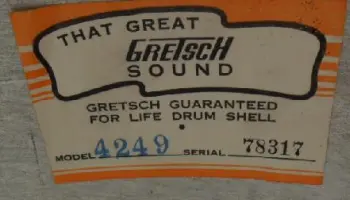 THAT GREAT
GRETSCH
SOUND
GRETSCH GUARANTEED
FOR LIFE DRUM SHELL
•
MODEL 4249 SERIAL 78317